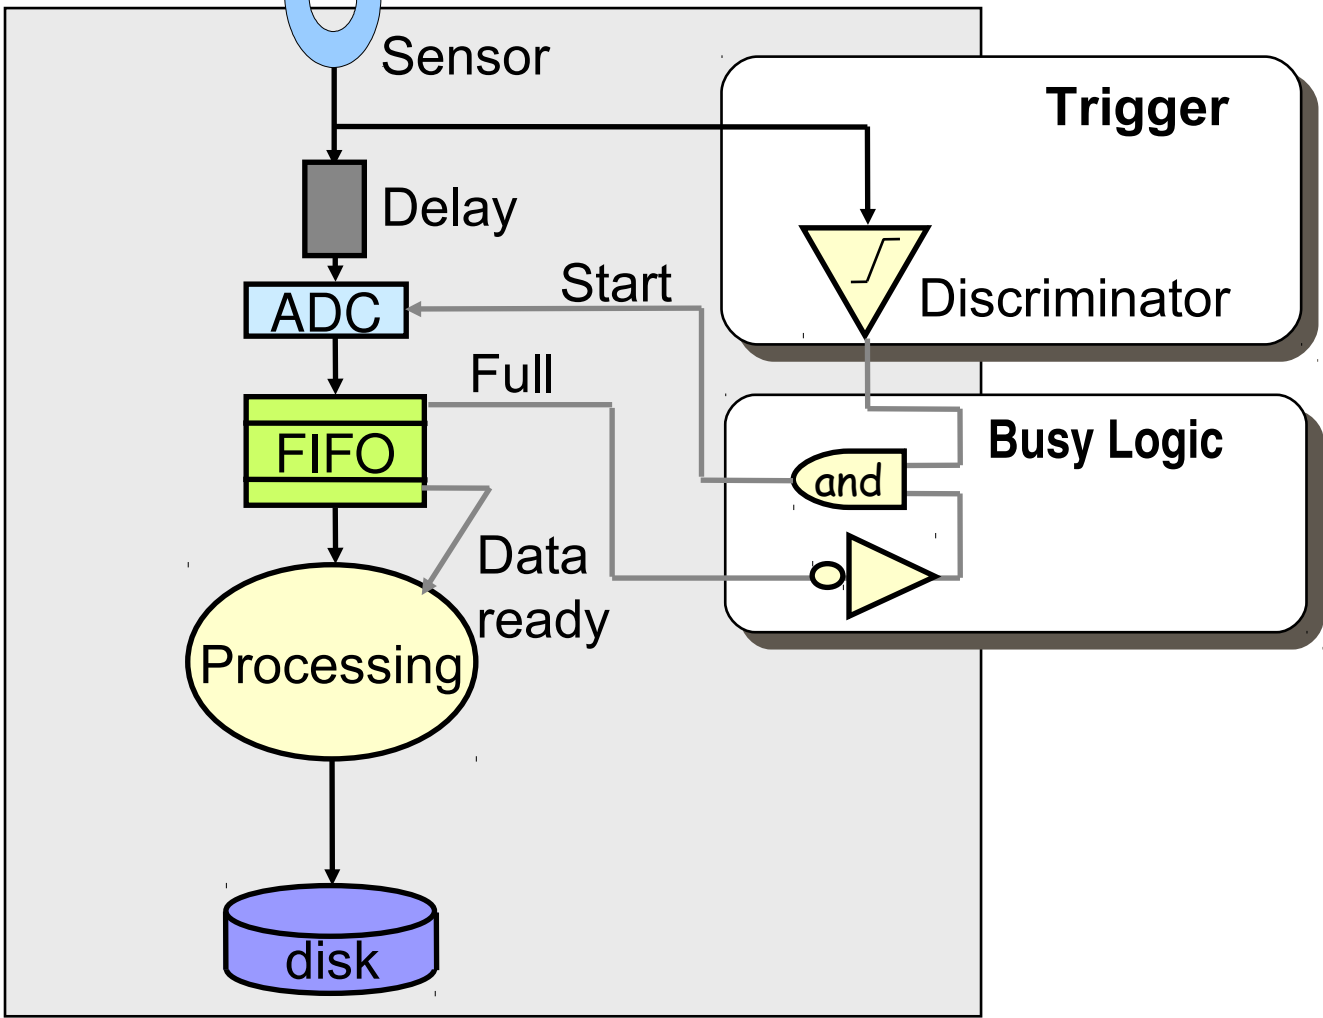 Sensor
Trigger
Delay
Start
Discriminator
ADC
Full
FIFO
Busy Logic
and
Data
ready
Processing
disk